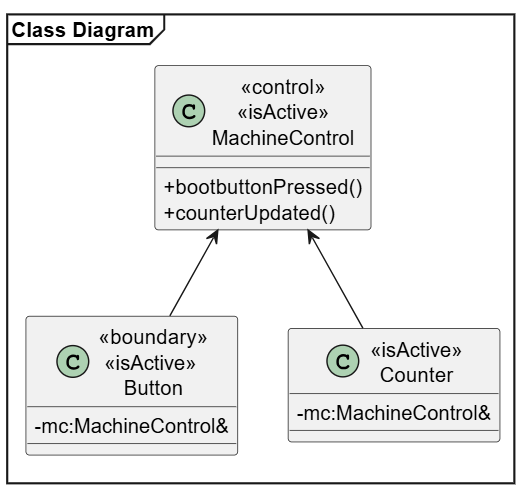 Class Diagram
C
«control»
«isActive»
MachineControl
+bootbuttonPressed()
+counterUpdated()
C
«boundary»
«isActive»
Button
-mc:MachineControl&
C
«isActive»
Counter
-mc:MachineControl&